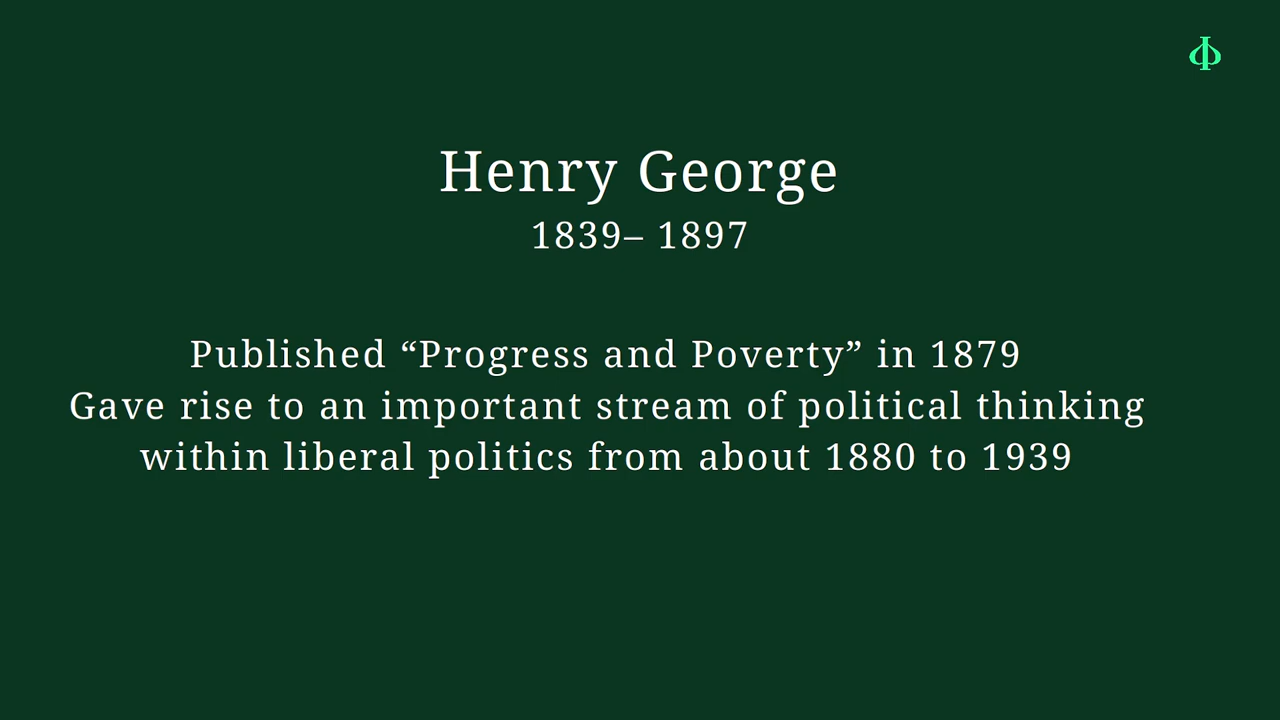 Φ
Henry George
1839– 1897
Published “Progress and Poverty” in 1879
Gave rise to an important stream of political thinking
within liberal politics from about 1880 to 1939